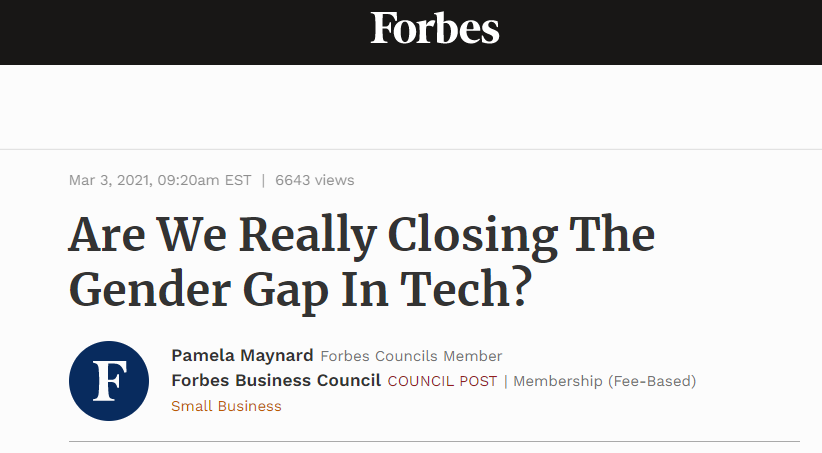 Forbes
Mar 3, 2021, 09:20am EST | 6643 views
Are We Really Closing The
Gender Gap In Tech?
F
Pamela Maynard Forbes Councils Member
Forbes Business Council COUNCIL POST | Membership (Fee-Based)
Small Business